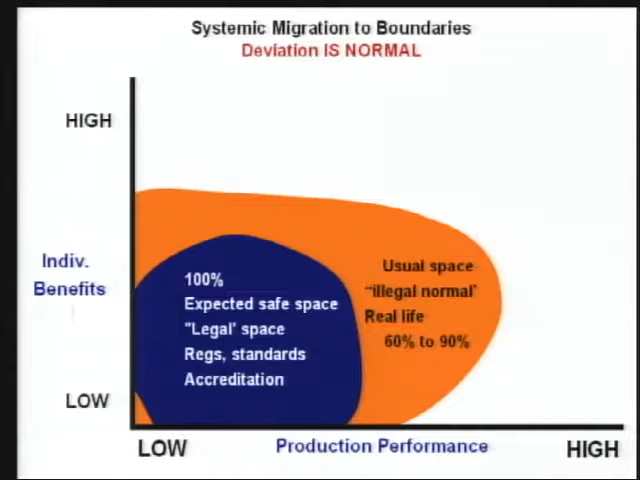 Systemic Migration to Boundaries
Deviation IS NORMAL
HIGH
Indiv.
Benefits
LOW
100%
Expected safe space
"Legal' space
Regs, standards
Accreditation
Usual space
"illegal normal'
Real life
60% to 90%
LOW
Production Performance
HIGH